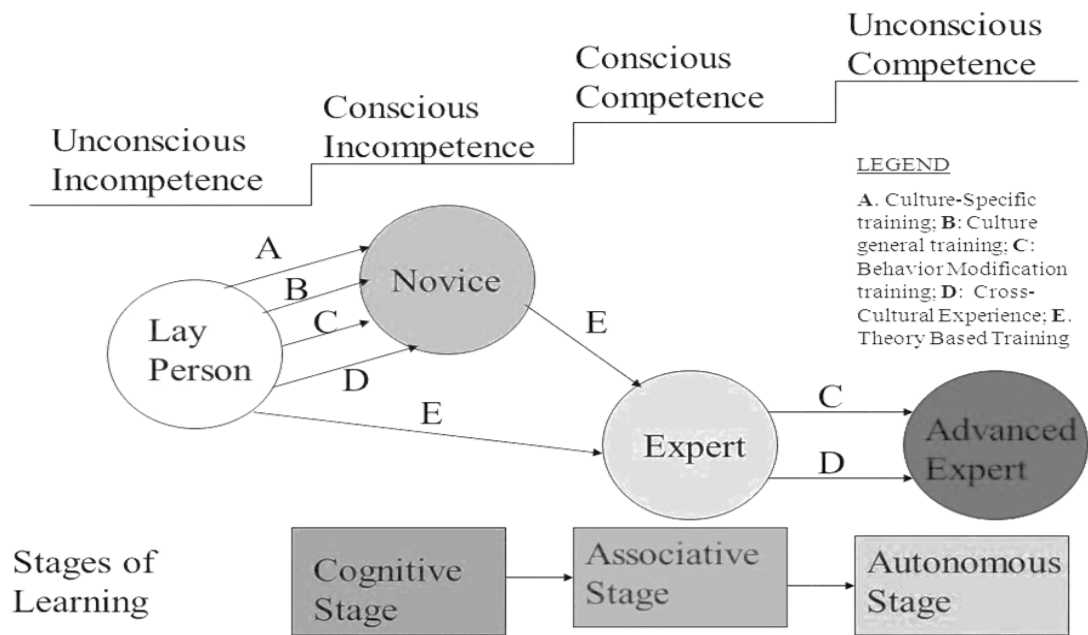 Unconscious
Competence
Conscious
Competence
Conscious
Incompetence
Unconscious
Incompetence
LEGEND
A. Culture-Specific
training; B: Culture
general training; C:
Behavior Modification
training; D: Cross-
Cultural Experience; E.
Theory Based Training
A
B
C
D
E
Lay
Person
Novice
E
Expert
C
D
Advanced
Expert
Stages of
Learning
Cognitive
Stage
Associative
Stage
Autonomous
Stage